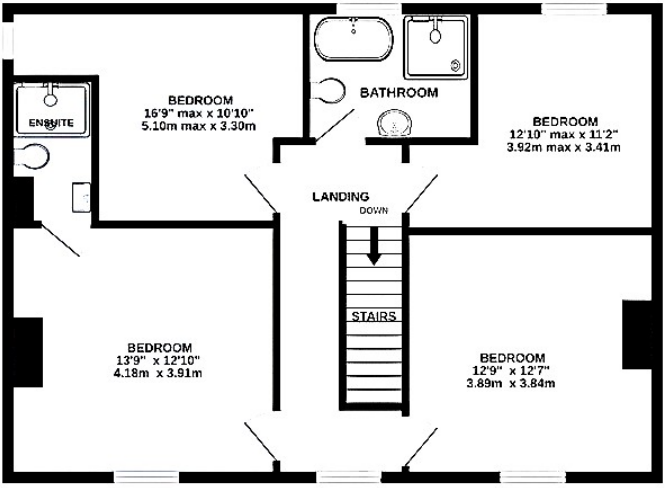 BEDROOM
16'9" max x 10'10"
5.10m max x 3.30m
BATHROOM
BEDROOM
12'10" max x 11'2"
3.92m max x 3.41m
ENSUITE
LANDING
DOWN
STAIRS
BEDROOM
13'9" x 12'10"
4.18m x 3.91m
BEDROOM
12'9" x 12'7"
3.89m x 3.84m